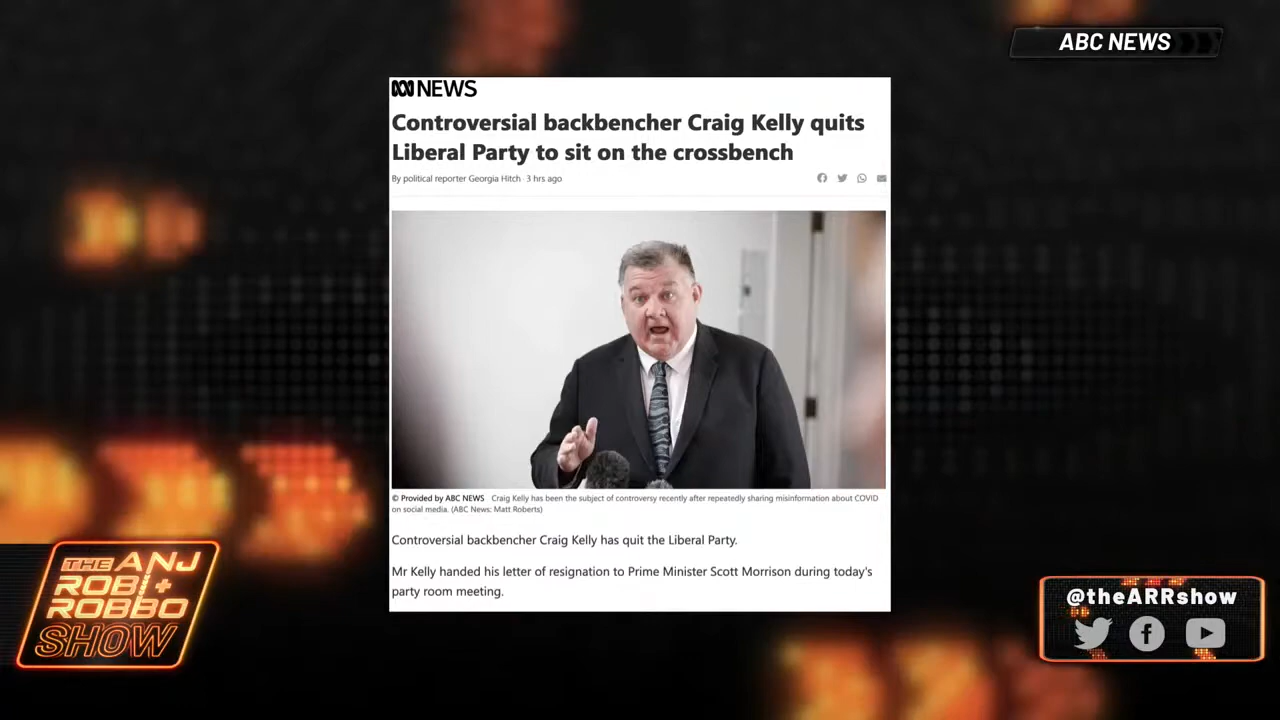 ABC NEWS
NEWS
Controversial backbencher Craig Kelly quits
Liberal Party to sit on the crossbench
By political reporter Georgia Hitch · 3 hrs ago
© Provided by ABC NEWS Craig Kelly has been the subject of controversy recently after repeatedly sharing misinformation about COVID
on social media. (ABC News: Matt Roberts)
Controversial backbencher Craig Kelly has quit the Liberal Party.
Mr Kelly handed his letter of resignation to Prime Minister Scott Morrison during today's
party room meeting.
THE ANJ
ROB +
ROBBO
SHOW
@theARRshow